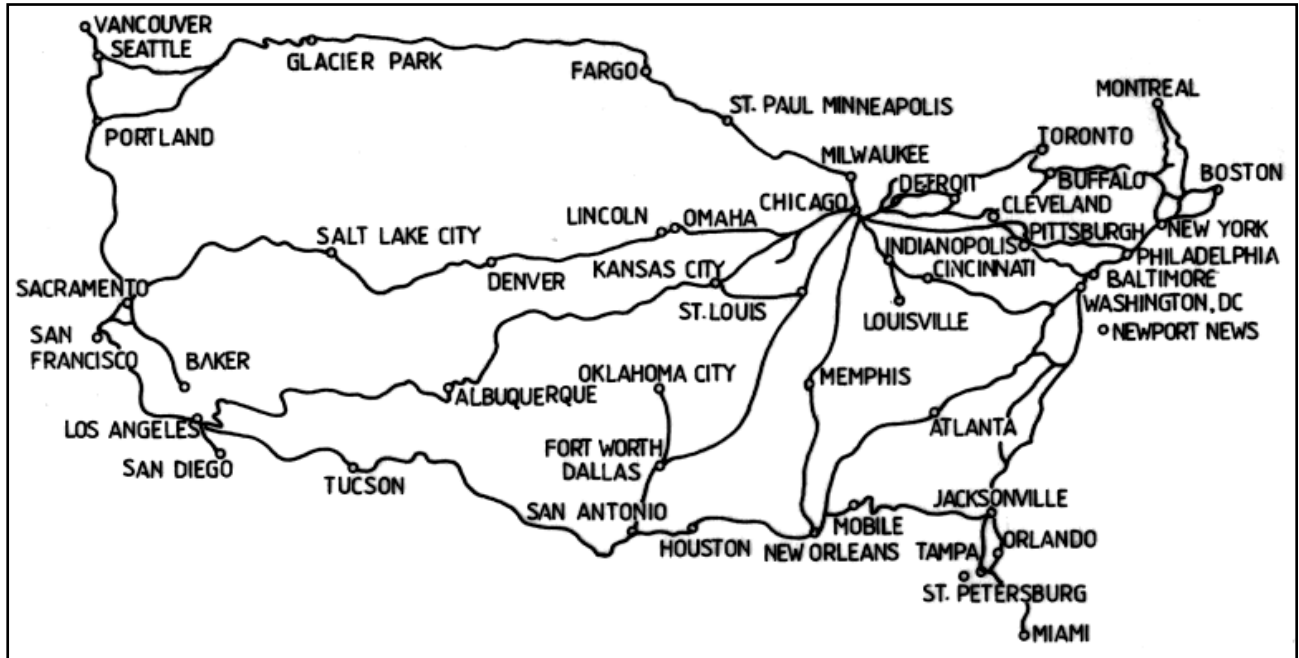 VANCOUVER
SEATTLE
GLACIER PARK
FARGO
ST. PAUL MINNEAPOLIS
MONTREAL
PORTLAND
TORONTO
MILWAUKEE
DEFROIT
BUFFALO
BOSTON
CHICAGO
CLEVELAND
LINCOLN
OMAHA
PITTSBURGH
NEW YORK
SALT LAKE CITY
INDIANOPOLIS
PHILADELPHIA
DENVER
KANSAS CITY
CINCINNATI
BALTIMORE
SACRAMENTO
ST. LOUIS
LOUISVILLE
WASHINGTON, DC
SAN
FRANCISCO
NEWPORT NEWS
BAKER
OKLAHOMA CITY
MEMPHIS
ALBUQUERQUE
LOS ANGELES
ATLANTA
SAN DIEGO
FORT WORTH
DALLAS
TUCSON
SAN ANTONIO
JACKSONVILLE
MOBILE
HOUSTON
NEW ORLEANS
TAMPA
ORLANDO
ST. PETERSBURG
MIAMI